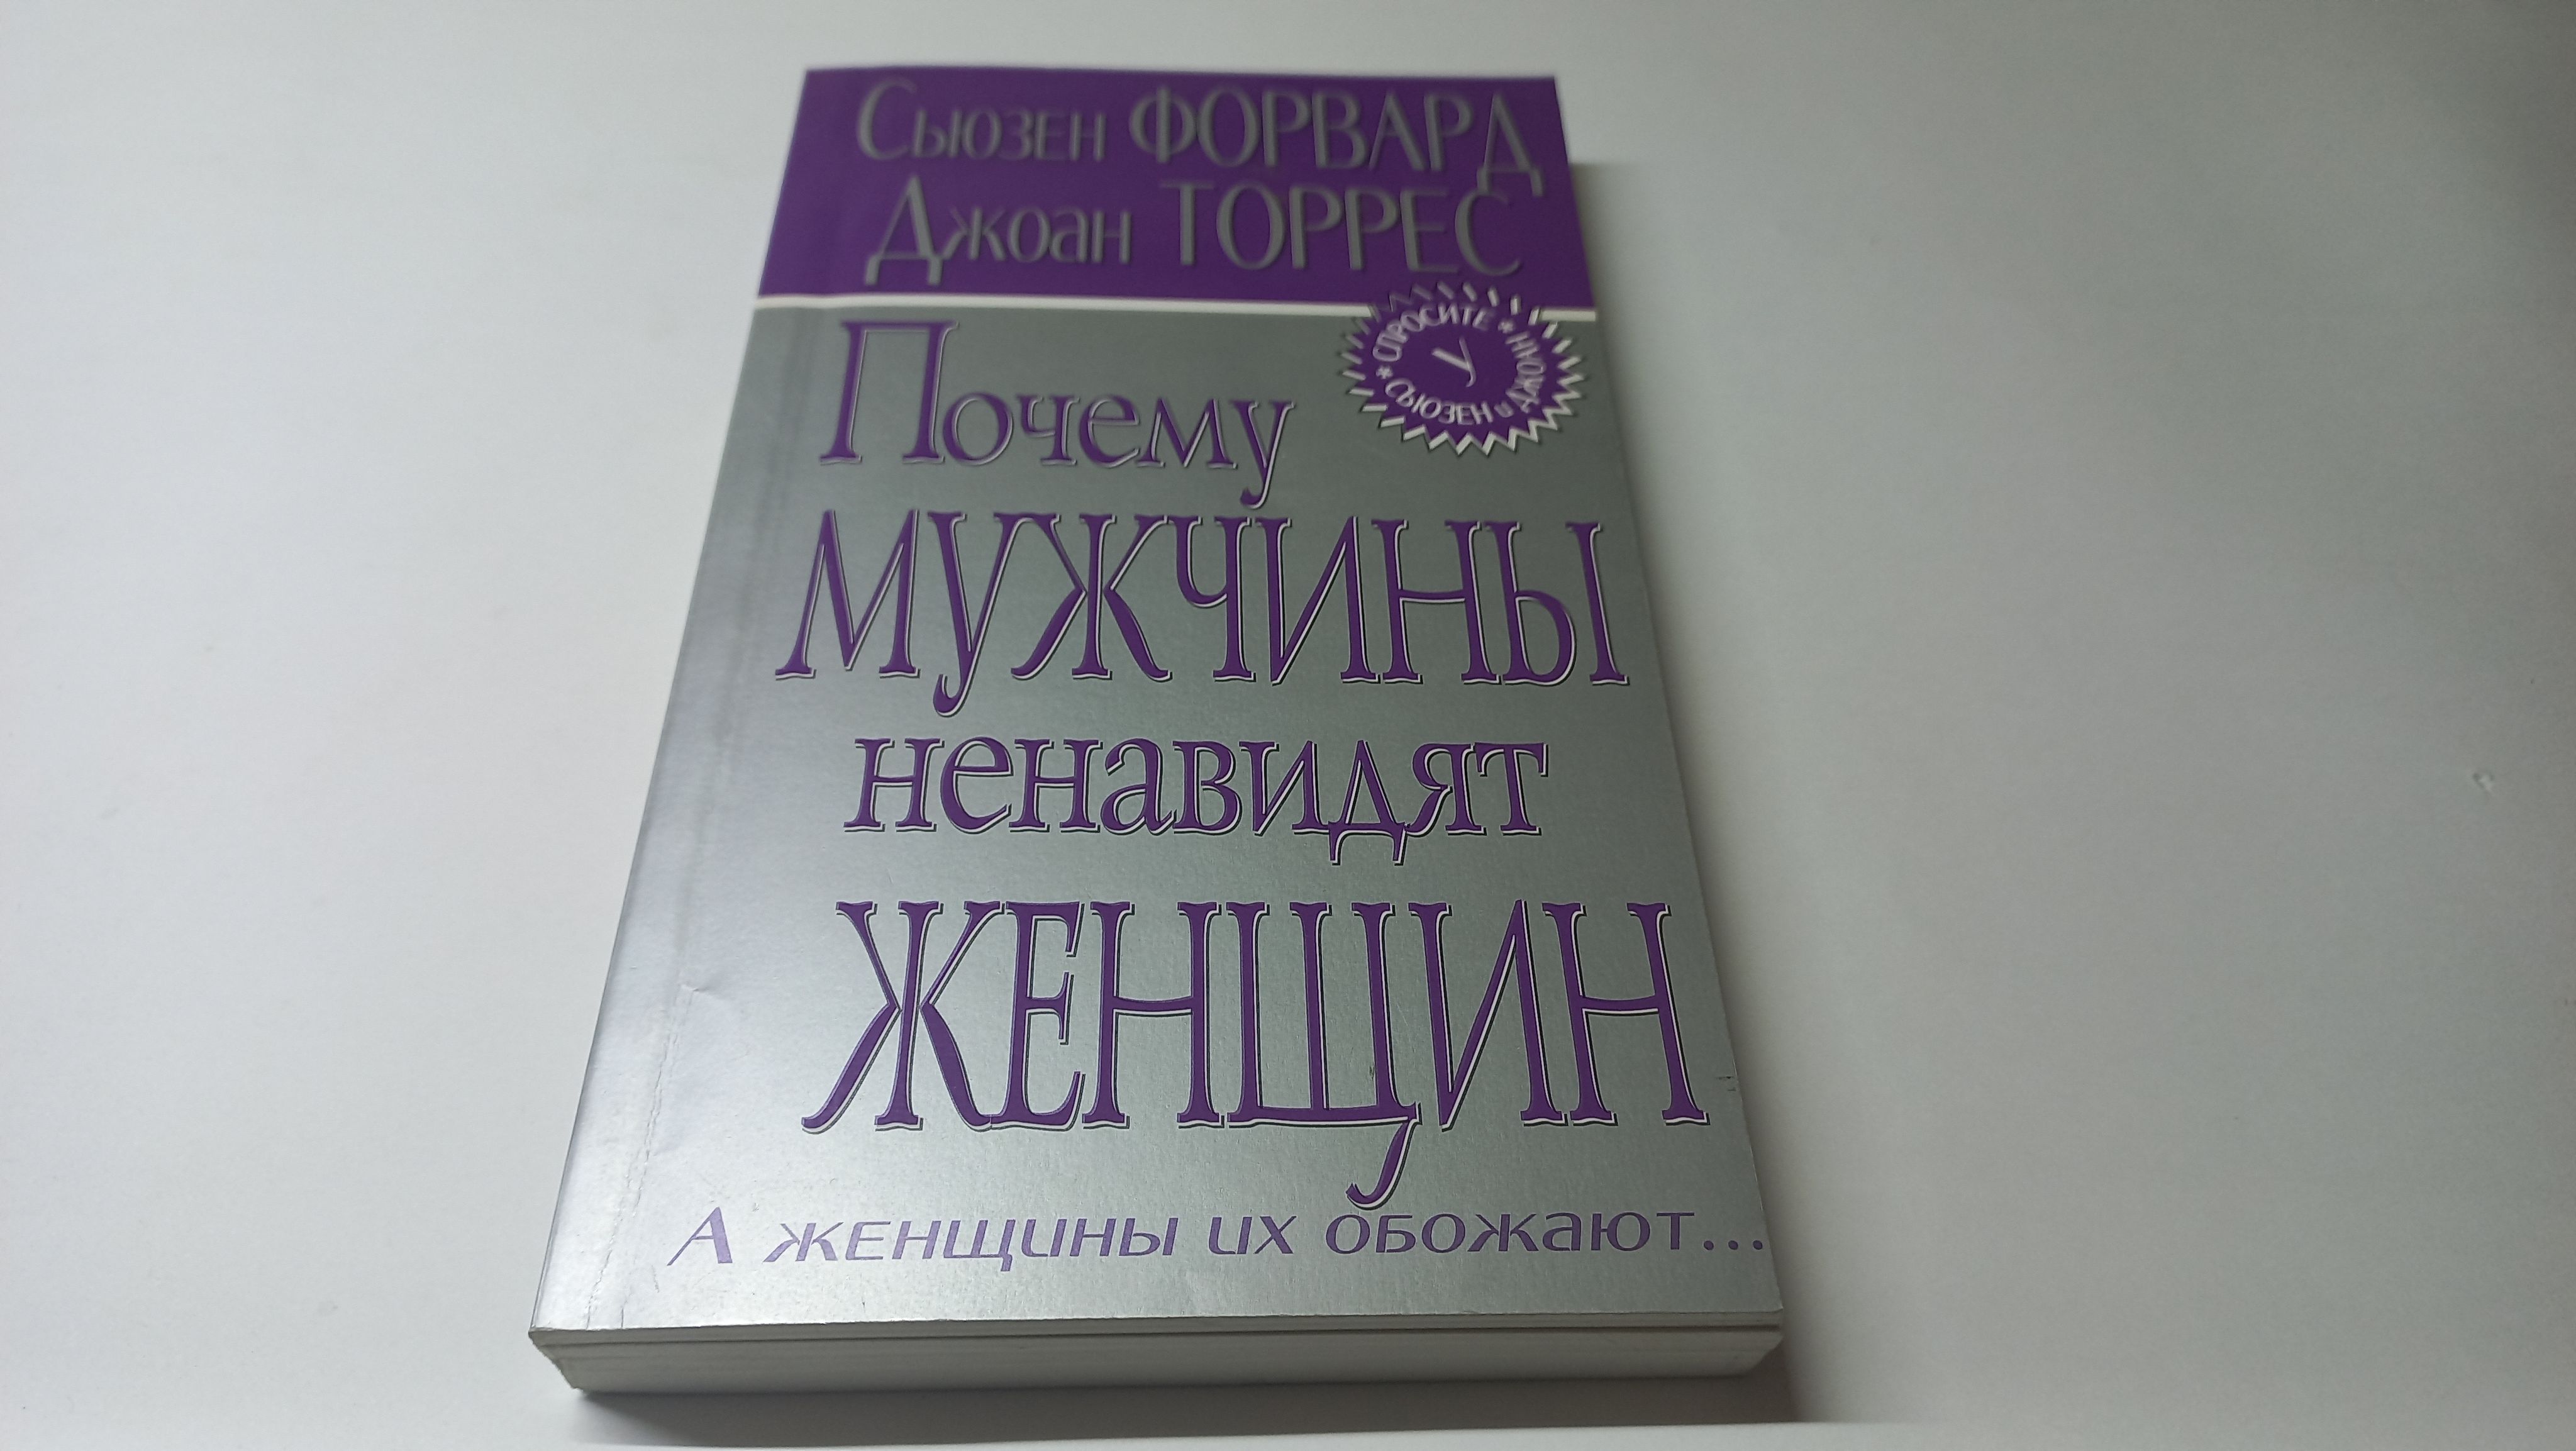 Сьюзен ФОРВАРД
Джоан ТОРРЕС
* СПРОСИТЕ * У * СЬЮЗЕН и ДЖОАН
Почему
МУЖЧИНЫ
ненавидят
ЖЕНЩИН
А женщины их обожают...